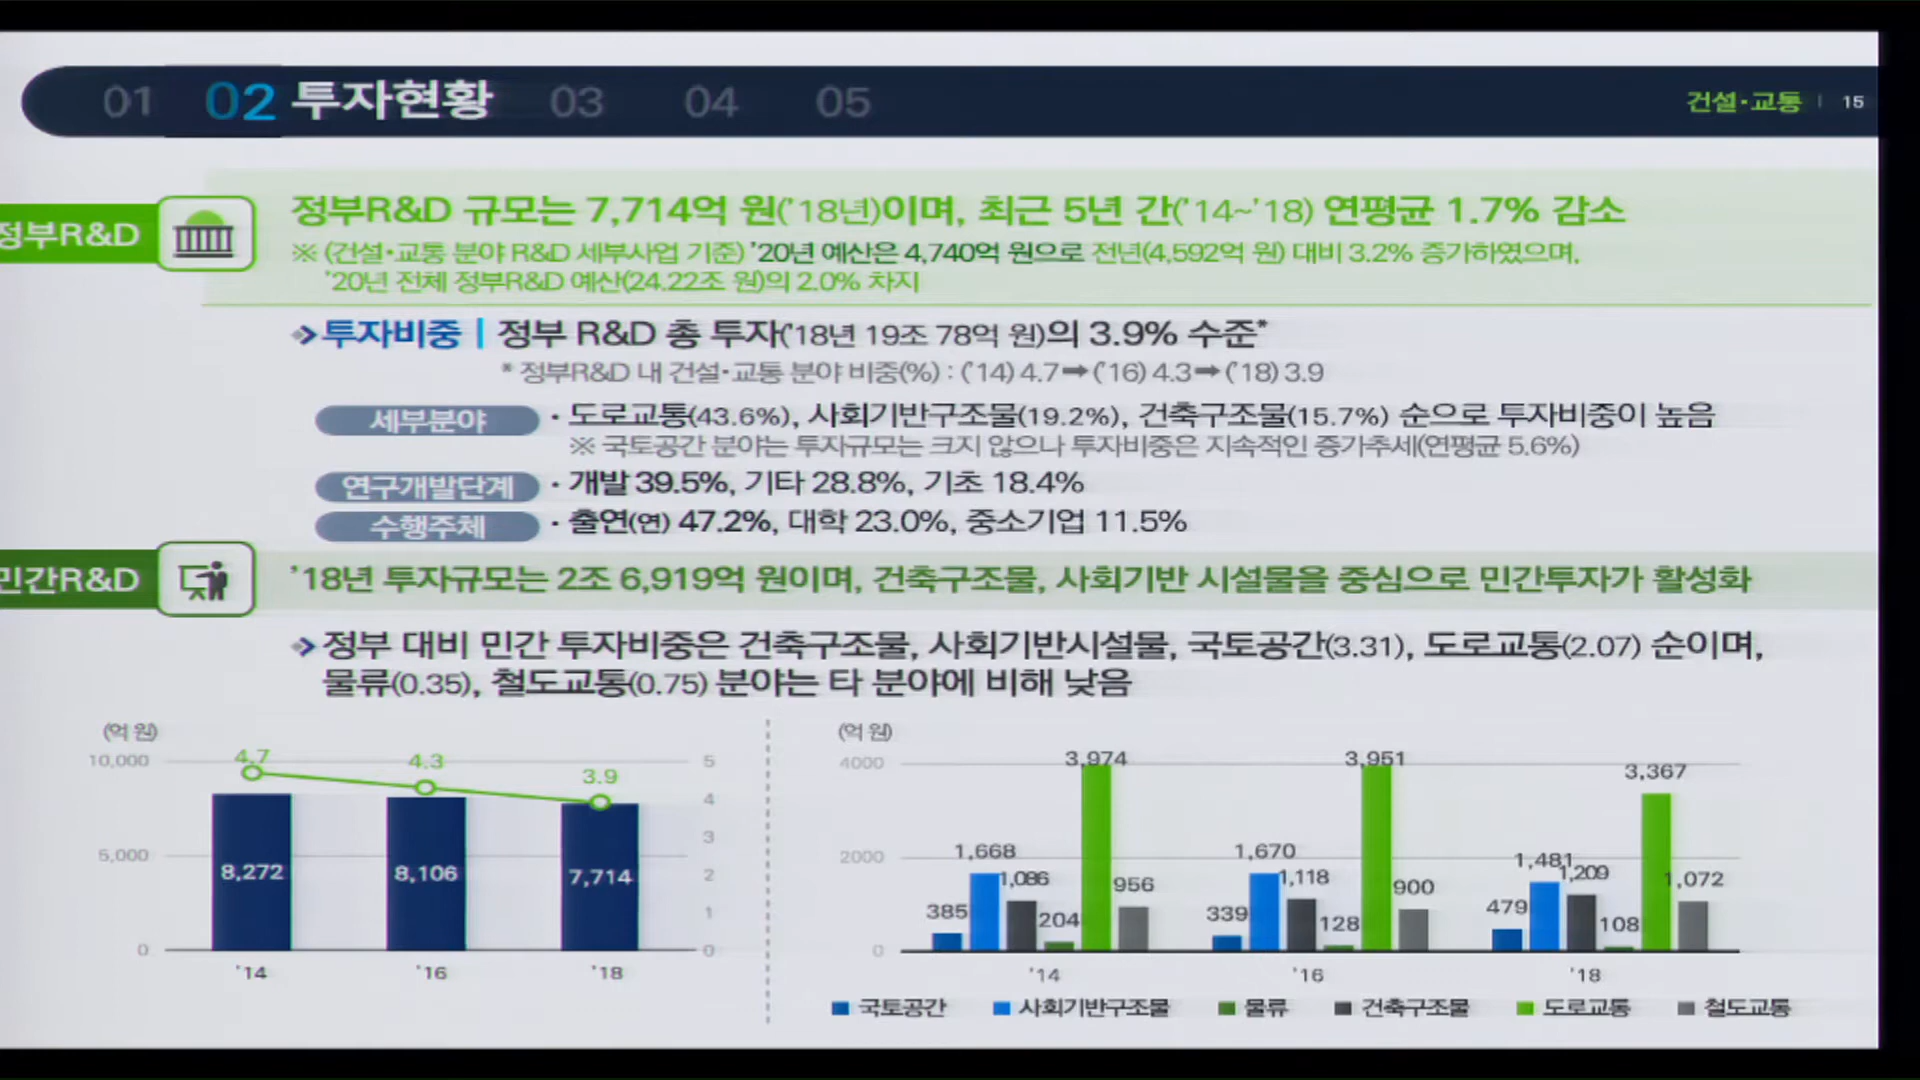 01 02 투자현황 03 04 05 건설·교통 | 15
정부R&D
정부R&D 규모는 7,714억 원('18년)이며, 최근 5년 간('14~'18) 연평균 1.7% 감소
※ (건설·교통 분야 R&D 세부사업 기준) '20년 예산은 4,740억 원으로 전년(4,592억 원) 대비 3.2% 증가하였으며,
'20년 전체 정부R&D 예산(24.22조 원)의 2.0% 차지
투자비중 | 정부 R&D 총 투자('18년 19조 78억 원)의 3.9% 수준*
* 정부R&D 내 건설·교통 분야 비중(%) : ('14) 4.7➡('16) 4.3➡('18) 3.9
세부분야 · 도로교통(43.6%), 사회기반구조물(19.2%), 건축구조물(15.7%) 순으로 투자비중이 높음
※ 국토공간 분야는 투자규모는 크지 않으나 투자비중은 지속적인 증가추세(연평균 5.6%)
연구개발단계 · 개발 39.5%, 기타 28.8%, 기초 18.4%
수행주체 · 출연(연) 47.2%, 대학 23.0%, 중소기업 11.5%
민간R&D
'18년 투자규모는 2조 6,919억 원이며, 건축구조물, 사회기반 시설물을 중심으로 민간투자가 활성화
정부 대비 민간 투자비중은 건축구조물, 사회기반시설물, 국토공간(3.31), 도로교통(2.07) 순이며,
물류(0.35), 철도교통(0.75) 분야는 타 분야에 비해 낮음
(억 원)
10,000 5
4.7 4.3 3.9
4
3
5,000
8,272 8,106 7,714
2
1
0 0
'14 '16 '18
(억 원)
4000
3,974 3,951 3,367
2000
1,668 1,670 1,481
1,086 1,118 1,209
956 900 1,072
385 204 339 128 479 108
0
'14 '16 '18
국토공간 사회기반구조물 물류 건축구조물 도로교통 철도교통